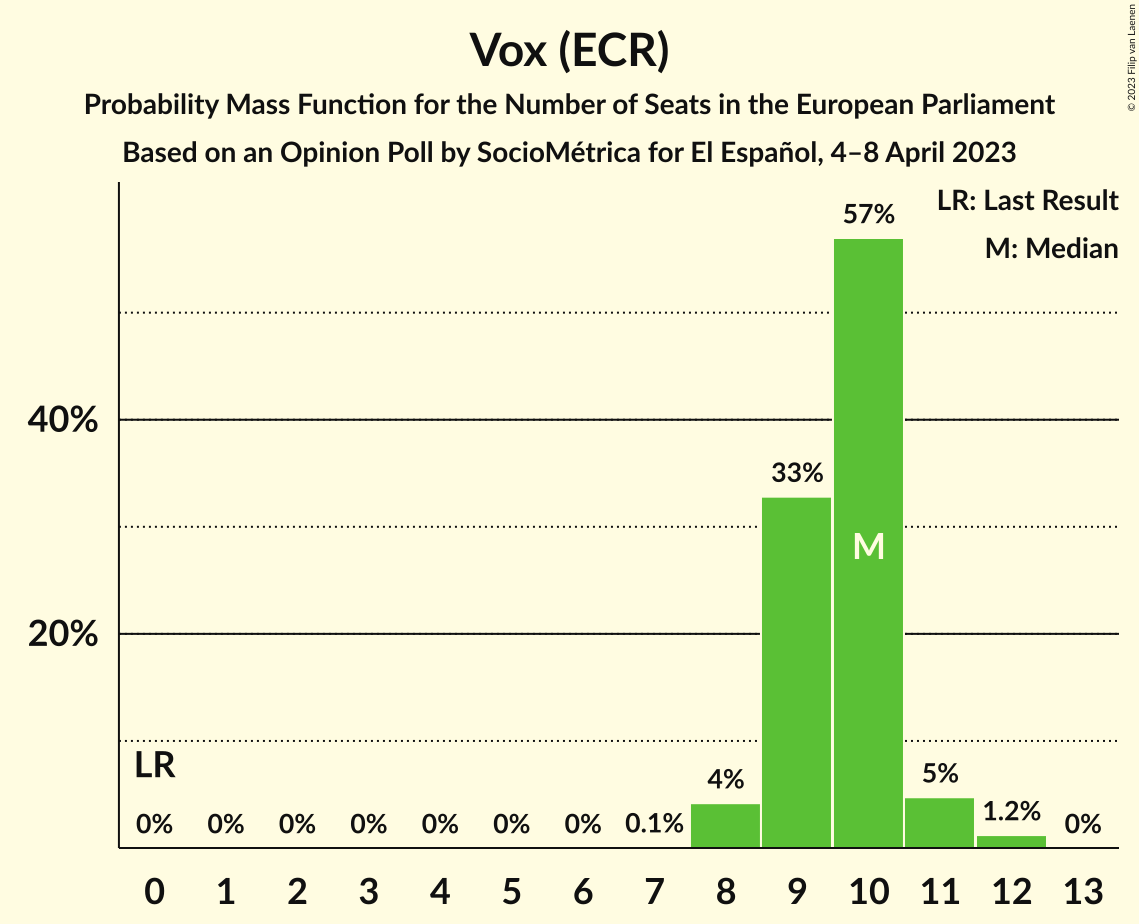 Vox (ECR)
Probability Mass Function for the Number of Seats in the European Parliament
Based on an Opinion Poll by SocioMétrica for El Español, 4–8 April 2023
© 2023 Filip van Laenen
LR: Last Result
M: Median
57%
40%
33%
M
20%
LR
0% 0% 0% 0% 0% 0% 0% 0.1% 4% 5% 1.2% 0%
0 1 2 3 4 5 6 7 8 9 10 11 12 13